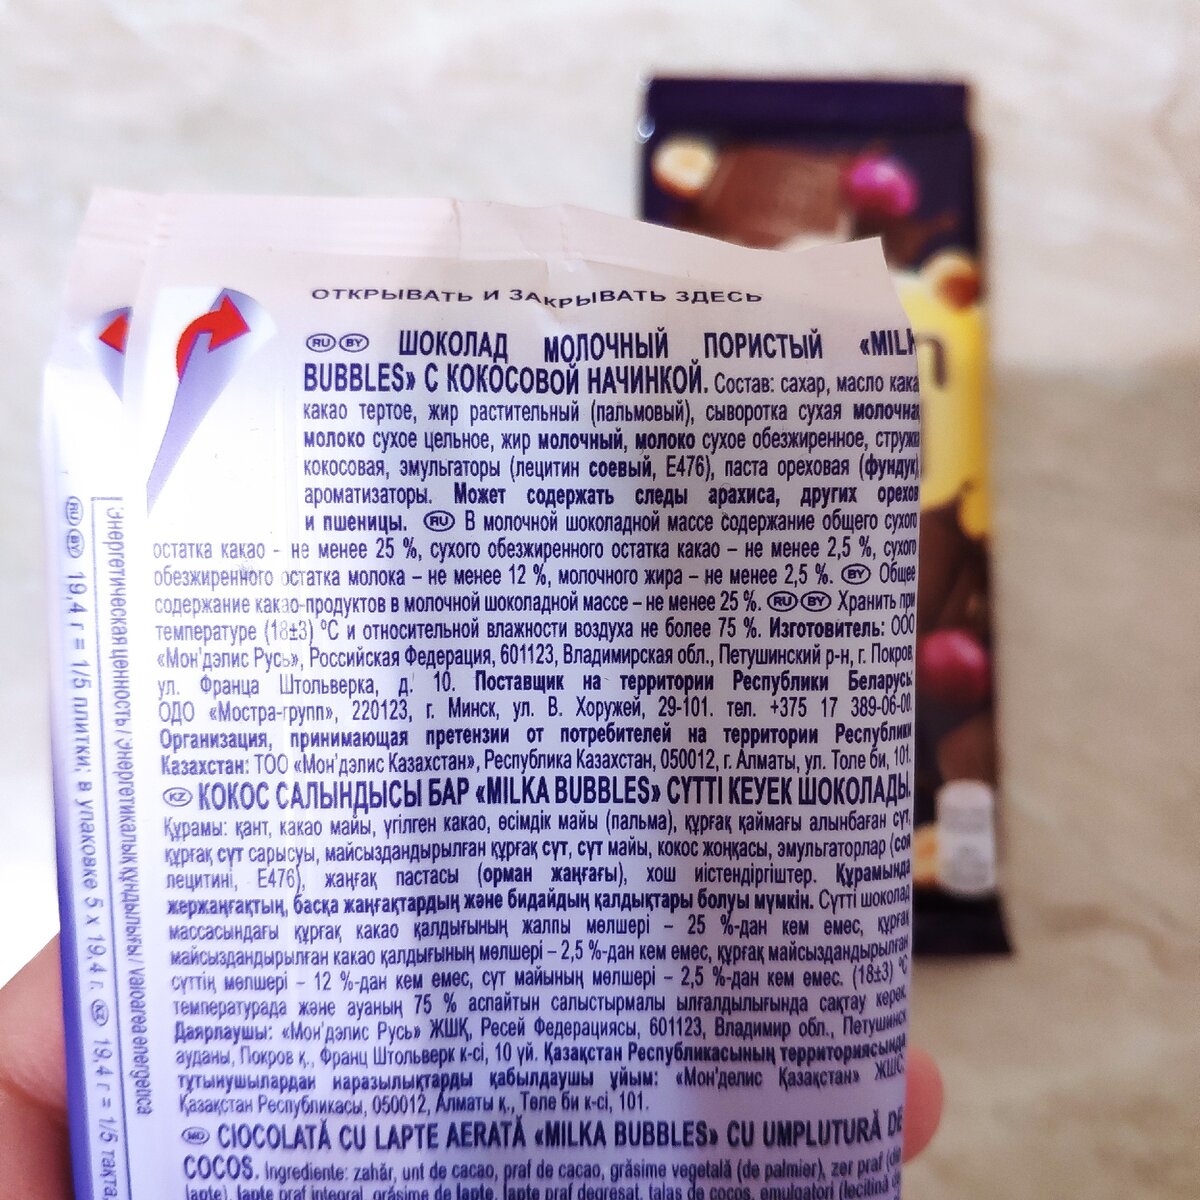 ОТКРЫВАТЬ И ЗАКРЫВАТЬ ЗДЕСЬ
RU BY ШОКОЛАД МОЛОЧНЫЙ ПОРИСТЫЙ «MILK
BUBBLES» С КОКОСОВОЙ НАЧИНКОЙ. Состав: сахар, масло кака
какао тертое, жир растительный (пальмовый), сыворотка сухая молочная
молоко сухое цельное, жир молочный, молоко сухое обезжиренное, стружк
кокосовая, эмульгаторы (лецитин соевый, Е476), паста ореховая (фундук)
ароматизаторы. Может содержать следы арахиса, других орехов
и пшеницы. RU В молочной шоколадной массе содержание общего сухого
остатка какао – не менее 25 %, сухого обезжиренного остатка какао – не менее 2,5 %, сухого
обезжиренного остатка молока – не менее 12 %, молочного жира – не менее 2,5 %. BY Общее
содержание какао-продуктов в молочной шоколадной массе – не менее 25 %. RU BY Хранить при
температуре (18±3) °С и относительной влажности воздуха не более 75 %. Изготовитель: ООО
«Мон'дэлис Русь», Российская Федерация, 601123, Владимирская обл., Петушинский р-н, г. Покров,
ул. Франца Штольверка, д. 10. Поставщик на территории Республики Беларусь:
ОДО «Мостра-групп», 220123, г. Минск, ул. В. Хоружей, 29-101. тел. +375 17 389-06-00.
Организация, принимающая претензии от потребителей на территории Республики
Казахстан: ТОО «Мон'дэлис Казахстан», Республика Казахстан, 050012, г. Алматы, ул. Толе би, 101.
KZ КОКОС САЛЫНДЫСЫ БАР «MILKA BUBBLES» СҮТТІ КЕУЕК ШОКОЛАДЫ.
Құрамы: қант, какао майы, үгілген какао, өсімдік майы (пальма), құрғақ қаймағы алынбаған сүт,
құрғақ сүт сарысуы, майсыздандырылған құрғақ сүт, сүт майы, кокос жоңқасы, эмульгаторлар (соя
лецитині, Е476), жаңғақ пастасы (орман жаңғағы), хош иістендіргіштер. Құрамында
жержаңғақтың, басқа жаңғақтардың және бидайдың қалдықтары болуы мүмкін. Сүтті шоколад
массасындағы құрғақ какао қалдығының жалпы мөлшері – 25 %-дан кем емес, құрғақ
майсыздандырылған какао қалдығының мөлшері – 2,5 %-дан кем емес, құрғақ майсыздандырылған
сүттің мөлшері – 12 %-дан кем емес, сүт майының мөлшері – 2,5 %-дан кем емес. (18±3) °С
температурада және ауаның 75 % аспайтын салыстырмалы ылғалдылығында сақтау керек.
Даярлаушы: «Мон'дэлис Русь» ЖШҚ, Ресей Федерациясы, 601123, Владимир обл., Петушинск
ауданы, Покров қ., Франц Штольверк к-сі, 10 үй. Қазақстан Республикасының территориясында
тұтынушылардан наразылықтарды қабылдаушы ұйым: «Мон'делис Қазақстан» ЖШС,
Қазақстан Республикасы, 050012, Алматы қ., Төле би к-сі, 101.
MD CIOCOLATĂ CU LAPTE AERATĂ «MILKA BUBBLES» CU UMPLUTURĂ DE
COCOS. Ingrediente: zahăr, unt de cacao, praf de cacao, grăsime vegetală (de palmier), zer praf (din
lapte), lapte praf integral, grăsime de lapte, lapte praf degresat, talaș de cocos, emulgatori (lecitină
Энергетическая ценность / Энергетикалық құндылығы / Valoarea energetica
RU BY 19,4 г = 1/5 плитки; в упаковке 5 х 19,4 г. KZ 19,4 г = 1/5 такта
n